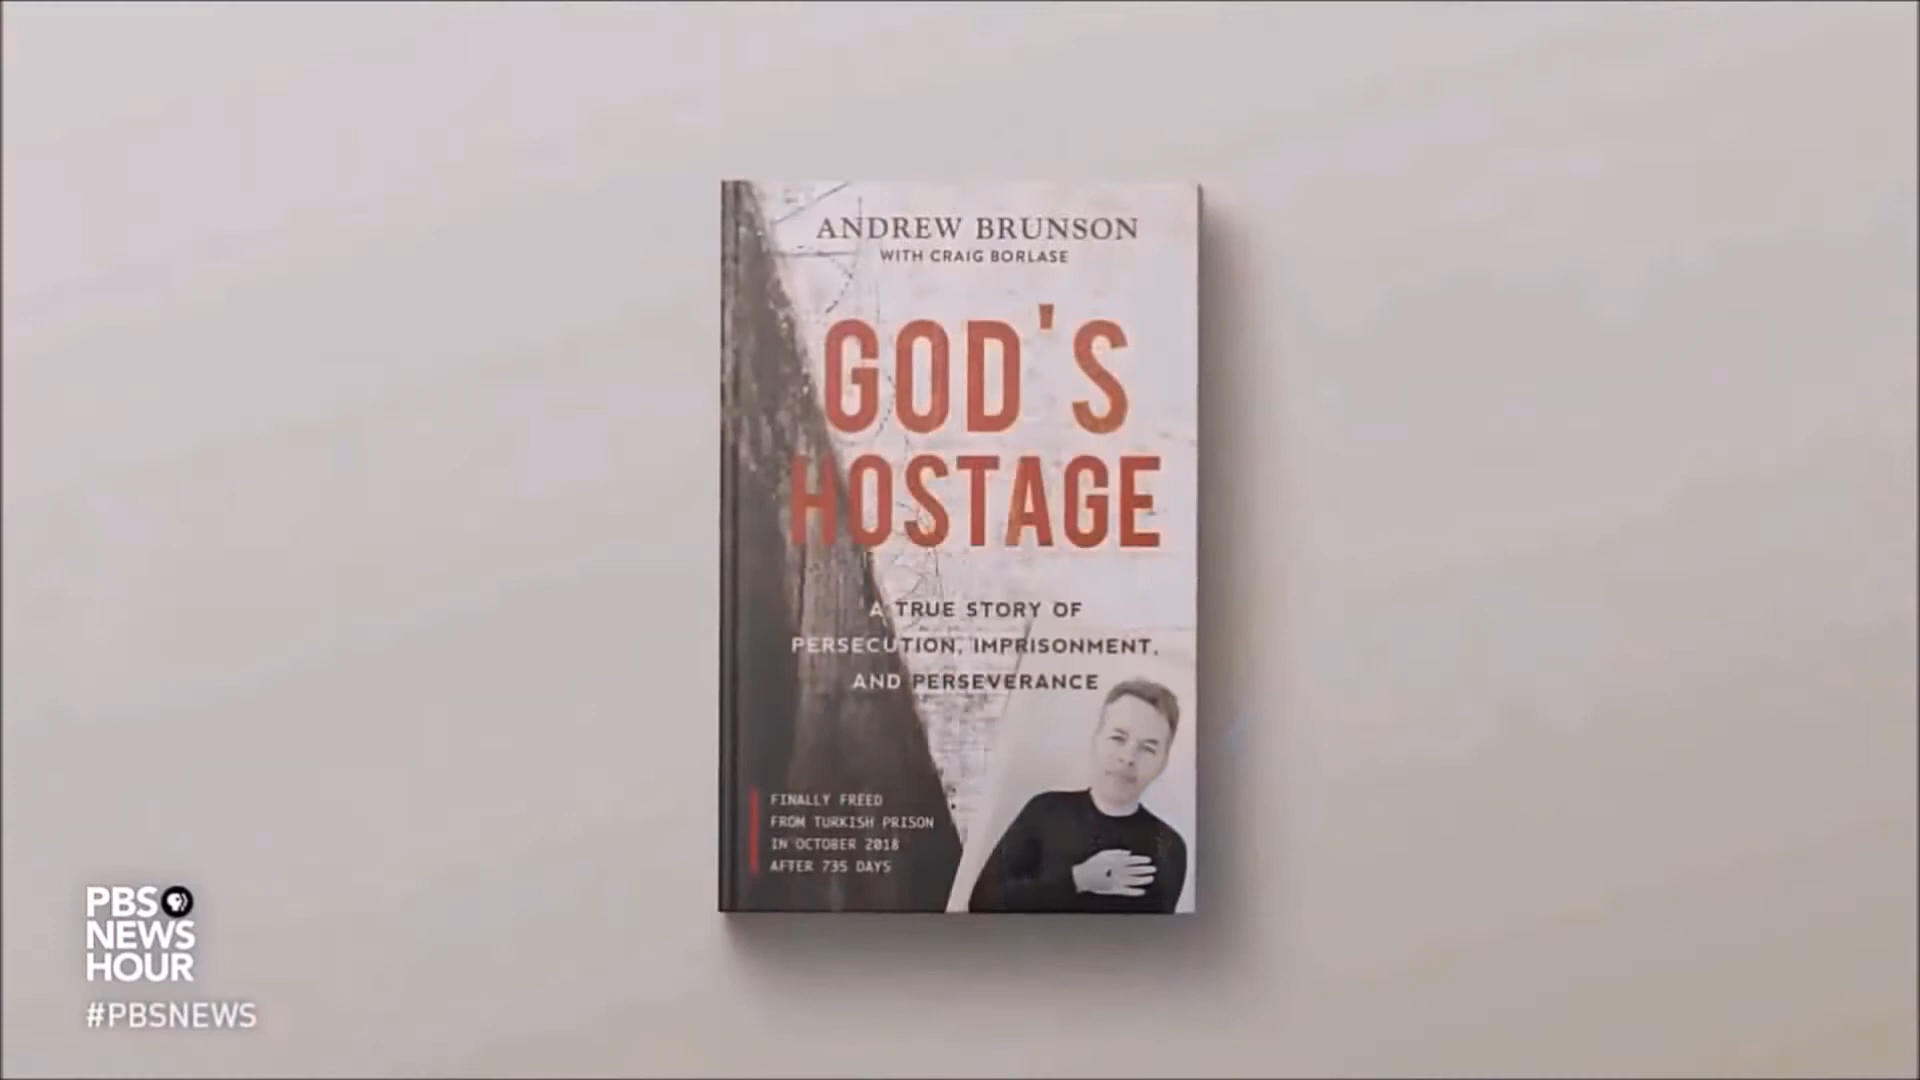 ANDREW BRUNSON
WITH CRAIG BORLASE
GOD'S
HOSTAGE
A TRUE STORY OF
PERSECUTION, IMPRISONMENT,
AND PERSEVERANCE
FINALLY FREED
FROM TURKISH PRISON
IN OCTOBER 2018
AFTER 735 DAYS
PBS
NEWS
HOUR
#PBSNEWS